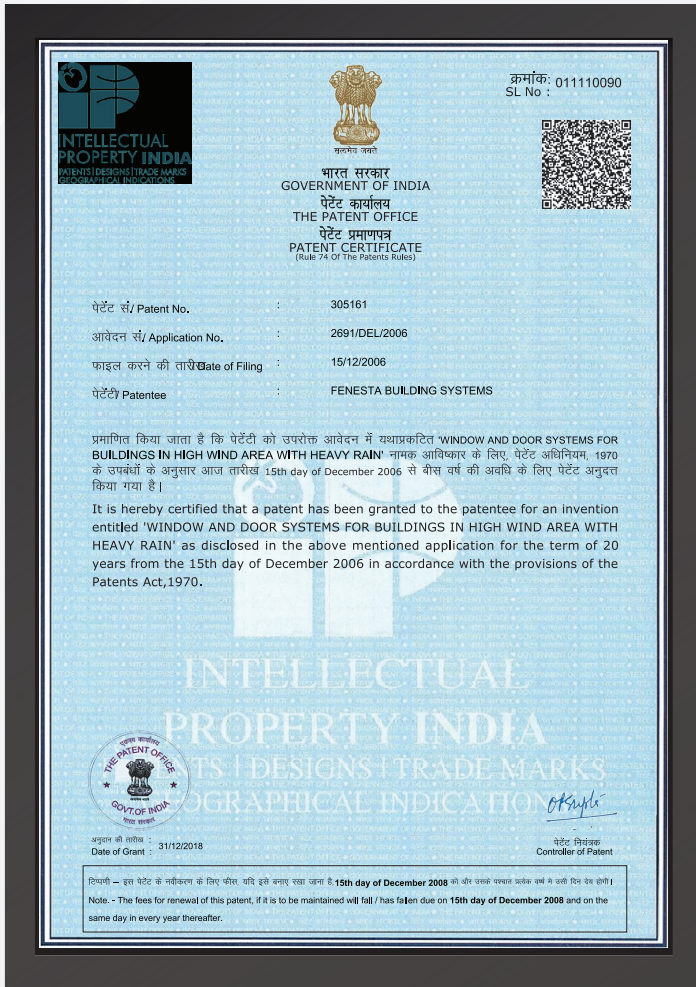 INTELLECTUAL
PROPERTY INDIA
PATENTS | DESIGNS | TRADE MARKS
GEOGRAPHICAL INDICATIONS
सत्यमेव जयते
क्रमांक: 011110090
SL No :
भारत सरकार
GOVERNMENT OF INDIA
पेटेंट कार्यालय
THE PATENT OFFICE
पेटेंट प्रमाणपत्र
PATENT CERTIFICATE
(Rule 74 Of The Patents Rules)
पेटेंट सं/ Patent No. : 305161
आवेदन सं/ Application No. : 2691/DEL/2006
फाइल करने की तारीख/Date of Filing : 15/12/2006
पेटेंटी/ Patentee : FENESTA BUILDING SYSTEMS
प्रमाणित किया जाता है कि पेटेंटी को उपरोक्त आवेदन में यथाप्रकटित 'WINDOW AND DOOR SYSTEMS FOR
BUILDINGS IN HIGH WIND AREA WITH HEAVY RAIN' नामक आविष्कार के लिए, पेटेंट अधिनियम, 1970
के उपबंधों के अनुसार आज तारीख 15th day of December 2006 से बीस वर्ष की अवधि के लिए पेटेंट अनुदत्त
किया गया है।
It is hereby certified that a patent has been granted to the patentee for an invention
entitled 'WINDOW AND DOOR SYSTEMS FOR BUILDINGS IN HIGH WIND AREA WITH
HEAVY RAIN' as disclosed in the above mentioned application for the term of 20
years from the 15th day of December 2006 in accordance with the provisions of the
Patents Act,1970.
INTELLECTUAL
PROPERTY INDIA
TS | DESIGNS | TRADE MARKS
OGRAPHICAL INDICATION
THE PATENT OFFICE
GOVT.OF INDIA
भारत सरकार
अनुदान की तारीख :
Date of Grant : 31/12/2018
पेटेंट नियंत्रक
Controller of Patent
टिप्पणी – इस पेटेंट के नवीकरण के लिए फीस, यदि इसे बनाए रखा जाना है, 15th day of December 2008 को और उसके पश्चात प्रत्येक वर्ष मे उसी दिन देय होगी।
Note. - The fees for renewal of this patent, if it is to be maintained will fall / has fallen due on 15th day of December 2008 and on the
same day in every year thereafter.